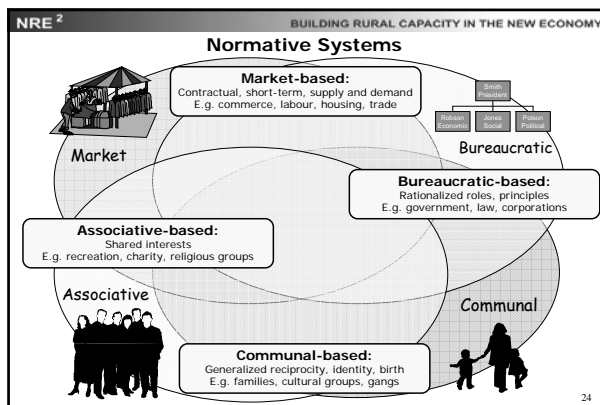 NRE²
BUILDING RURAL CAPACITY IN THE NEW ECONOMY
Normative Systems
Market-based:
Contractual, short-term, supply and demand
E.g. commerce, labour, housing, trade
Smith
President
Robson
Economic
Jones
Social
Polson
Political
Market
Bureaucratic
Bureaucratic-based:
Rationalized roles, principles
E.g. government, law, corporations
Associative-based:
Shared interests
E.g. recreation, charity, religious groups
Associative
Communal
Communal-based:
Generalized reciprocity, identity, birth
E.g. families, cultural groups, gangs
24